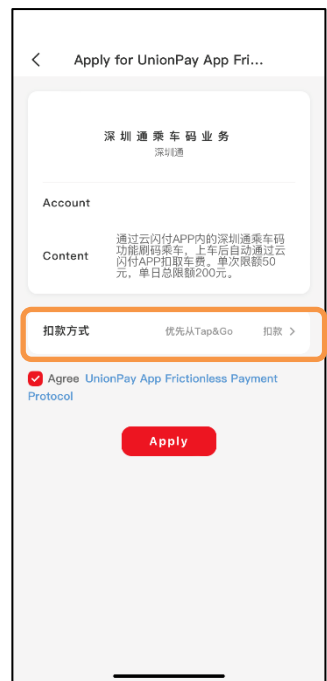 Apply for UnionPay App Fri...
深圳通乘车码业务
深圳通
Account
Content
通过云闪付APP内的深圳通乘车码
功能刷码乘车，上车后自动通过云
闪付APP扣取车费。单次限额50
元，单日总限额200元。
扣款方式 优先从Tap&Go 扣款
Agree UnionPay App Frictionless Payment
Protocol
Apply